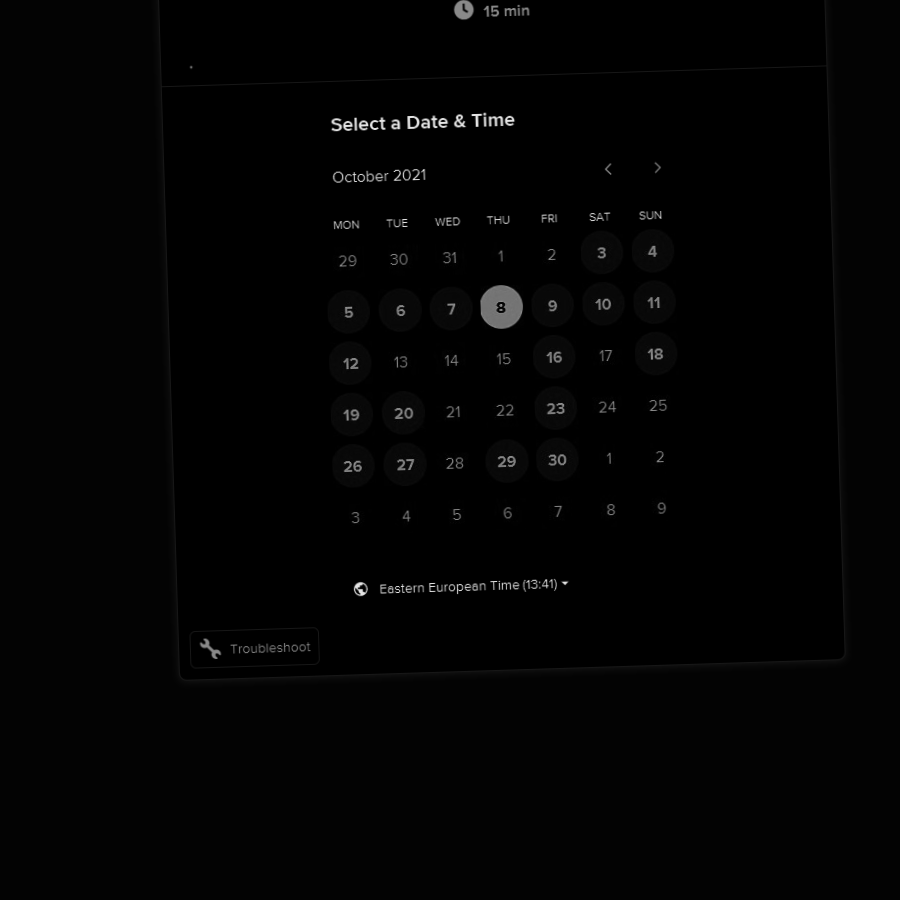 15 min
Select a Date & Time
October 2021
MON TUE WED THU FRI SAT SUN
29 30 31 1 2 3 4
5 6 7 8 9 10 11
12 13 14 15 16 17 18
19 20 21 22 23 24 25
26 27 28 29 30 1 2
3 4 5 6 7 8 9
Eastern European Time (13:41)
Troubleshoot